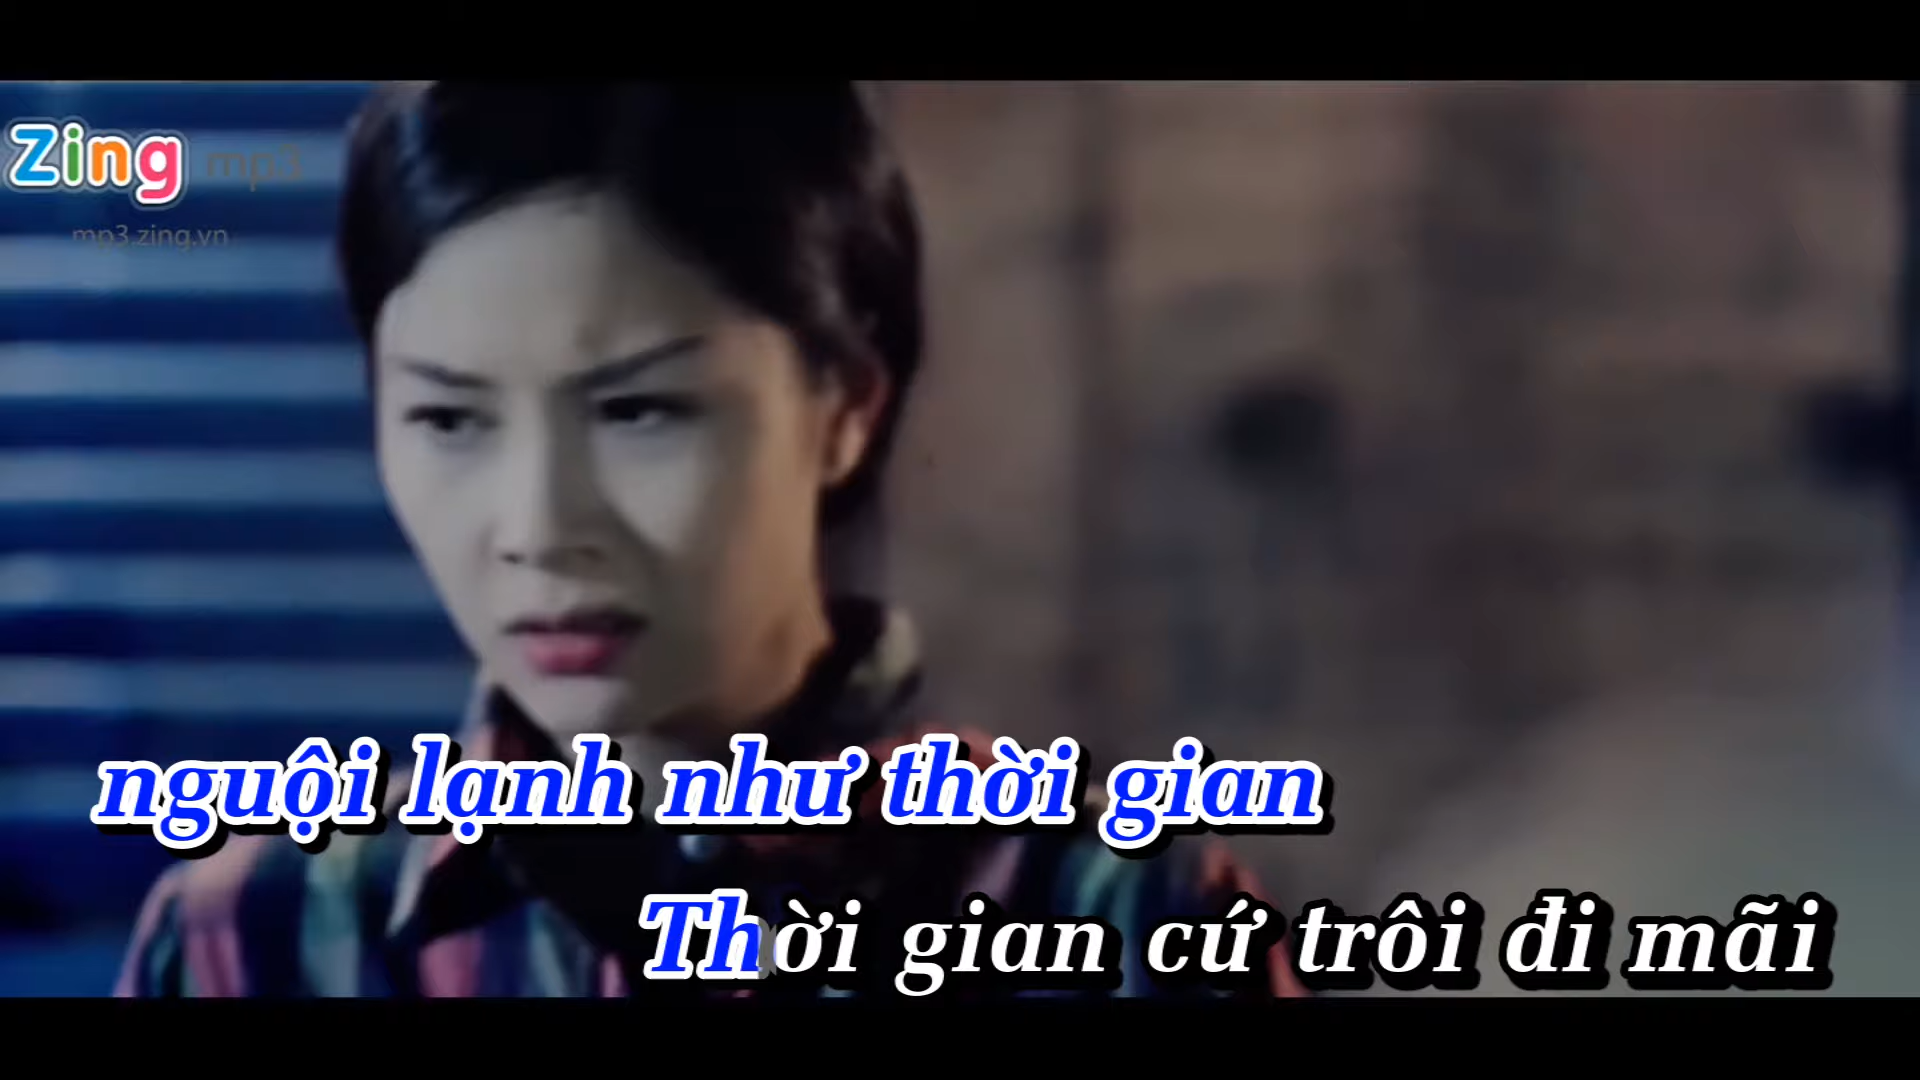 Zing mp3
mp3.zing.vn
nguội lạnh như thời gian
Thời gian cứ trôi đi mãi